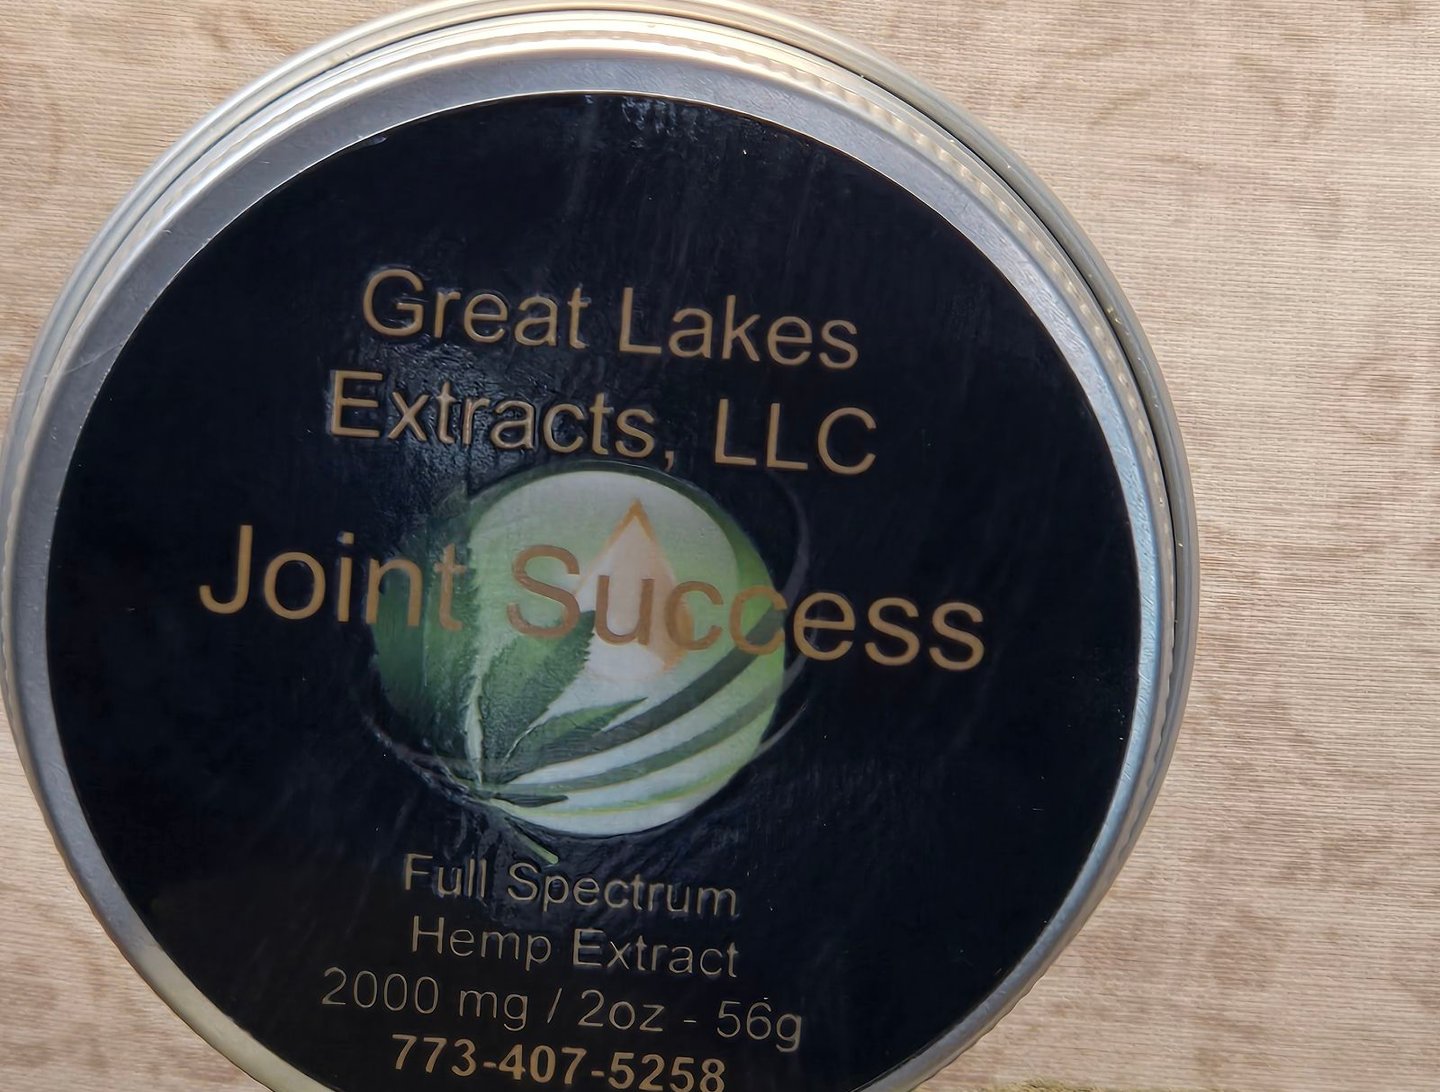 Great Lakes
Extracts, LLC
Joint Success
Full Spectrum
Hemp Extract
2000 mg / 2oz - 56g
773-407-5258